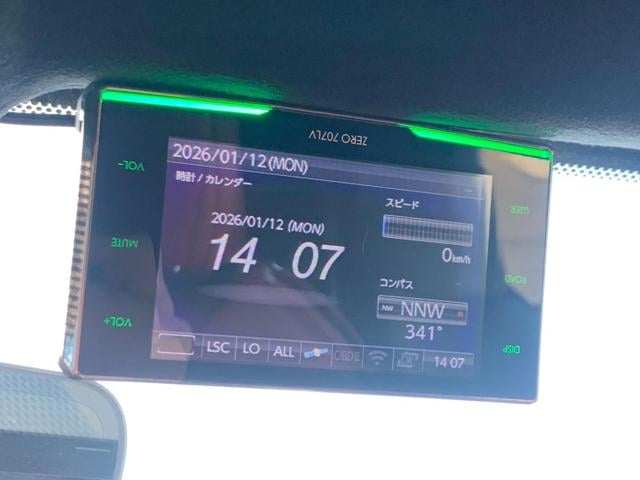 ZERO 707LV
2026/01/12(MON)
時計 / カレンダー
VOL-
MUTE
VOL+
2026/01/12 (MON)
14 07
スピード
0km/h
コンパス
NW NNW N
341°
USER
ROAD
DISP
LSC LO ALL OBDⅡ 14:07